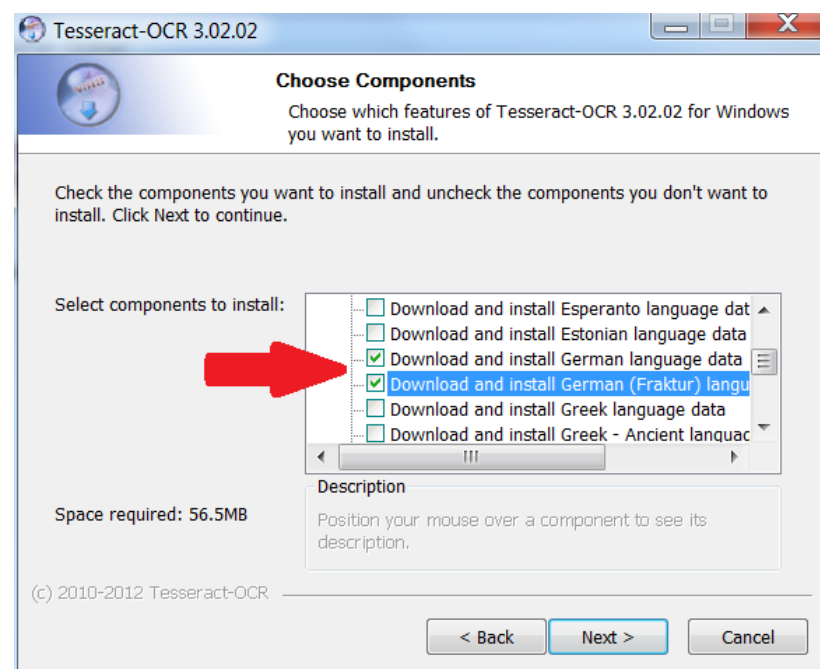 Tesseract-OCR 3.02.02
X
Choose Components
Choose which features of Tesseract-OCR 3.02.02 for Windows
you want to install.
Check the components you want to install and uncheck the components you don't want to
install. Click Next to continue.
Select components to install:
Download and install Esperanto language dat
Download and install Estonian language data
Download and install German language data
Download and install German (Fraktur) langu
Download and install Greek language data
Download and install Greek - Ancient languac
Description
Space required: 56.5MB
Position your mouse over a component to see its
description.
(c) 2010-2012 Tesseract-OCR
< Back
Next >
Cancel